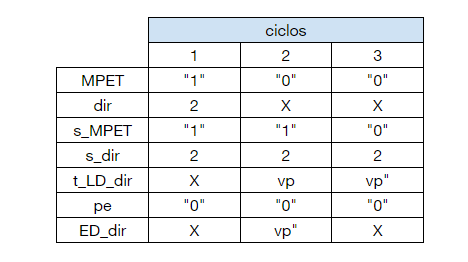 ciclos
1 2 3
MPET "1" "0" "0"
dir 2 X X
s_MPET "1" "1" "0"
s_dir 2 2 2
t_LD_dir X vp vp"
pe "0" "0" "0"
ED_dir X vp" X